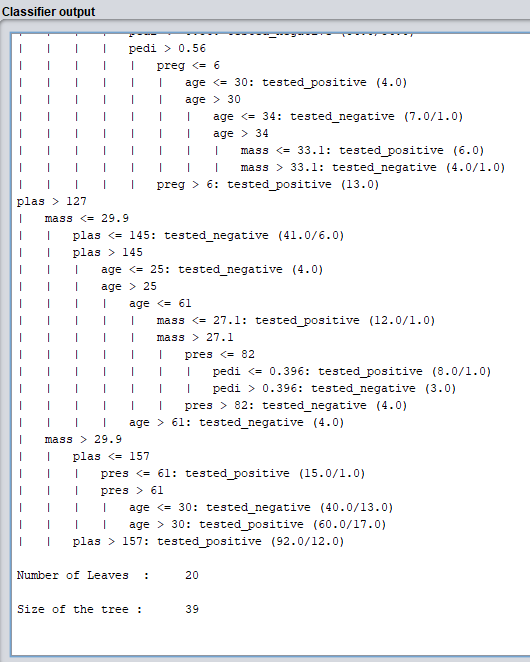 Classifier output
|   |   |   |   pedi > 0.56
|   |   |   |   |   preg <= 6
|   |   |   |   |   |   age <= 30: tested_positive (4.0)
|   |   |   |   |   |   age > 30
|   |   |   |   |   |   |   age <= 34: tested_negative (7.0/1.0)
|   |   |   |   |   |   |   age > 34
|   |   |   |   |   |   |   |   mass <= 33.1: tested_positive (6.0)
|   |   |   |   |   |   |   |   mass > 33.1: tested_negative (4.0/1.0)
|   |   |   |   |   preg > 6: tested_positive (13.0)
plas > 127
|   mass <= 29.9
|   |   plas <= 145: tested_negative (41.0/6.0)
|   |   plas > 145
|   |   |   age <= 25: tested_negative (4.0)
|   |   |   age > 25
|   |   |   |   age <= 61
|   |   |   |   |   mass <= 27.1: tested_positive (12.0/1.0)
|   |   |   |   |   mass > 27.1
|   |   |   |   |   |   pres <= 82
|   |   |   |   |   |   |   pedi <= 0.396: tested_positive (8.0/1.0)
|   |   |   |   |   |   |   pedi > 0.396: tested_negative (3.0)
|   |   |   |   |   |   pres > 82: tested_negative (4.0)
|   |   |   |   age > 61: tested_negative (4.0)
|   mass > 29.9
|   |   plas <= 157
|   |   |   pres <= 61: tested_positive (15.0/1.0)
|   |   |   pres > 61
|   |   |   |   age <= 30: tested_negative (40.0/13.0)
|   |   |   |   age > 30: tested_positive (60.0/17.0)
|   |   plas > 157: tested_positive (92.0/12.0)
Number of Leaves  :     20
Size of the tree :      39